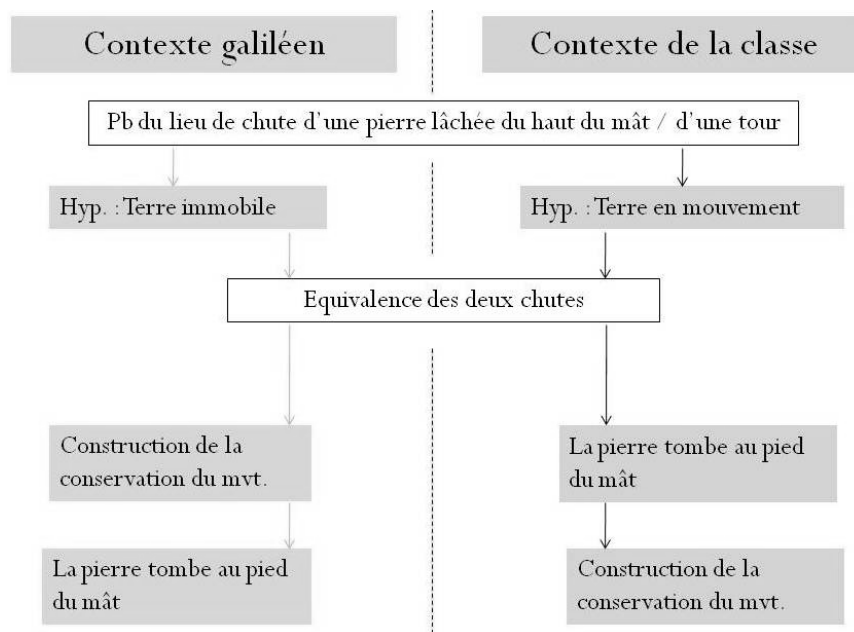 Contexte galiléen
Contexte de la classe
Pb du lieu de chute d'une pierre lâchée du haut du mât / d'une tour
Hyp. : Terre immobile
Hyp. : Terre en mouvement
Equivalence des deux chutes
Construction de la
conservation du mvt.
La pierre tombe au pied
du mât
La pierre tombe au pied
du mât
Construction de la
conservation du mvt.